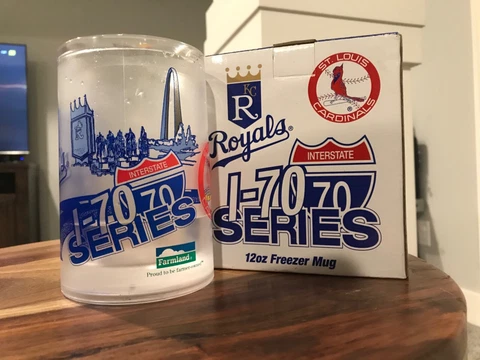 INTERSTATE
I-70 70
SERIES
Farmland
Proud to be farmer-owned
KC
R
Royals
ST. LOUIS
CARDINALS
INTERSTATE
I-70 70
SERIES
12oz Freezer Mug